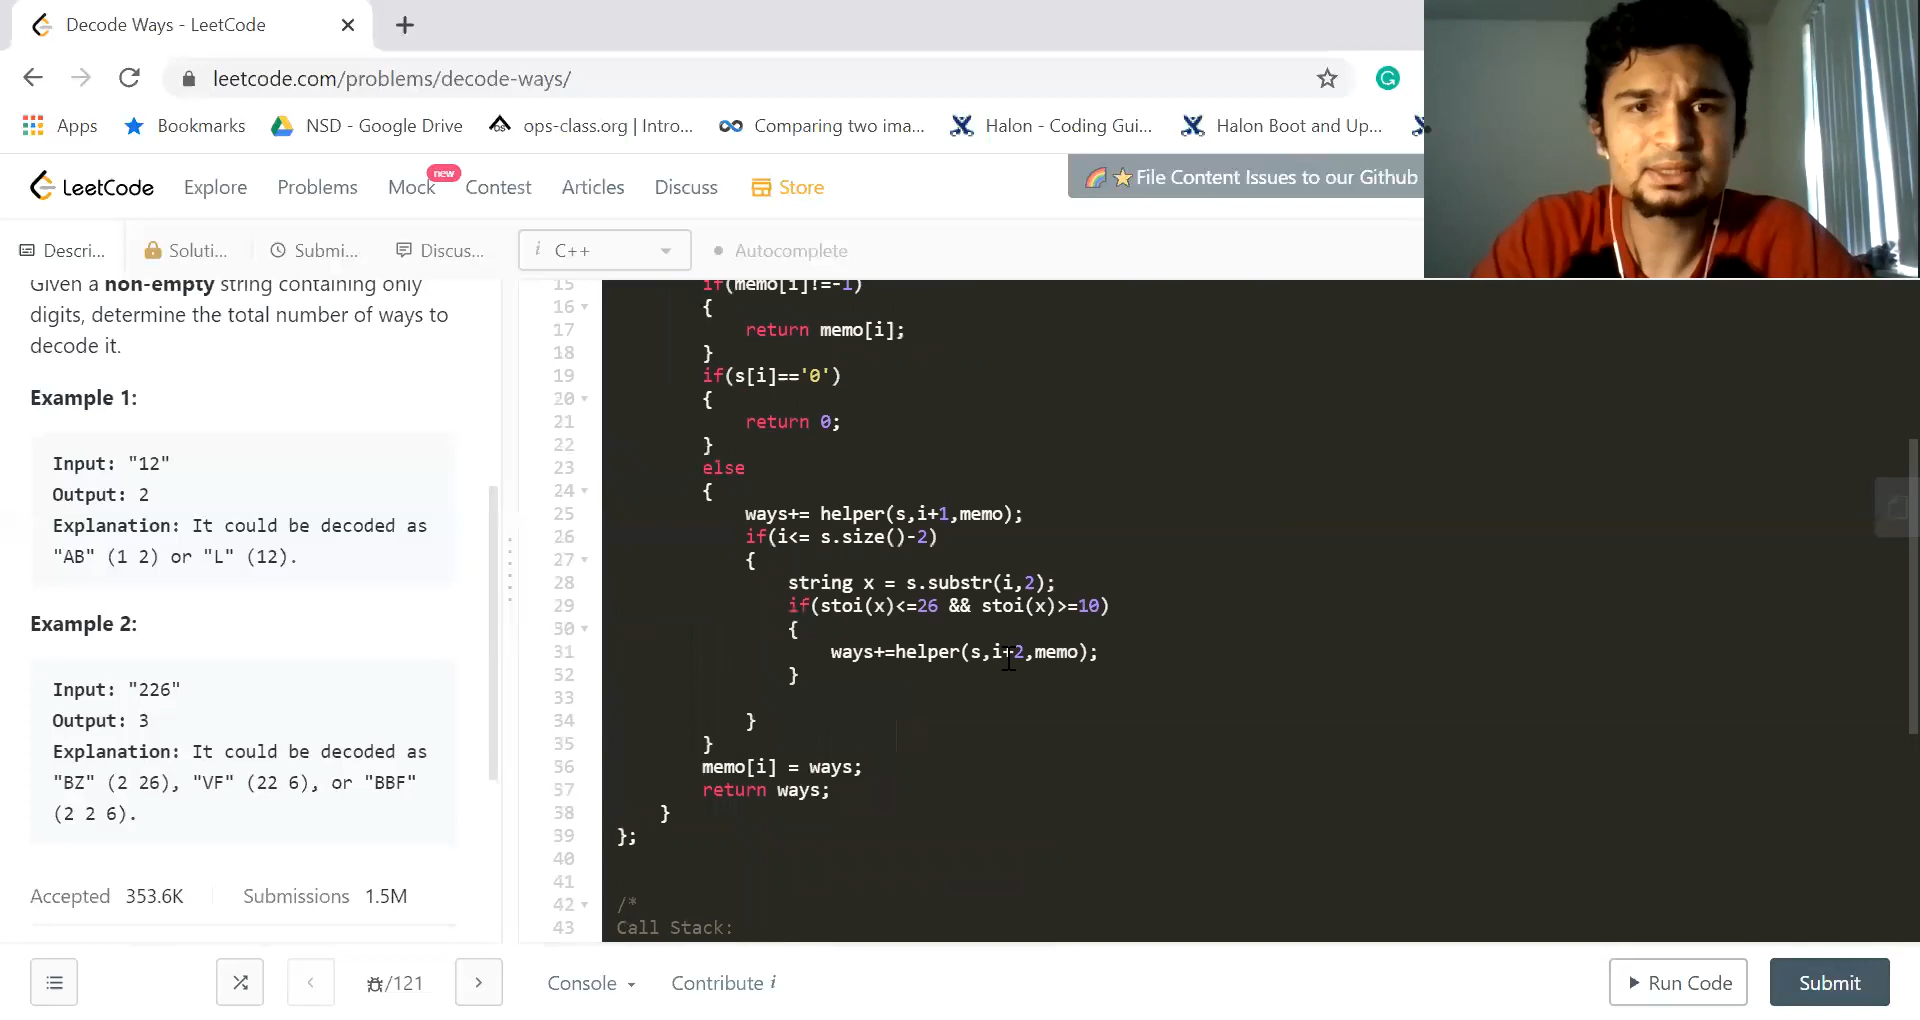 Decode Ways - LeetCode
leetcode.com/problems/decode-ways/
Apps
Bookmarks
NSD - Google Drive
ops-class.org | Intro...
Comparing two ima...
Halon - Coding Gui...
Halon Boot and Up...
LeetCode
Explore
Problems
Mock
new
Contest
Articles
Discuss
Store
File Content Issues to our Github
Descri...
Soluti...
Submi...
Discus...
i C++
Autocomplete
Given a non-empty string containing only
digits, determine the total number of ways to
decode it.
Example 1:
Input: "12"
Output: 2
Explanation: It could be decoded as
"AB" (1 2) or "L" (12).
Example 2:
Input: "226"
Output: 3
Explanation: It could be decoded as
"BZ" (2 26), "VF" (22 6), or "BBF"
(2 2 6).
Accepted 353.6K
Submissions 1.5M
15 if(memo[i]!=-1)
16 {
17 return memo[i];
18 }
19 if(s[i]=='0')
20 {
21 return 0;
22 }
23 else
24 {
25 ways+= helper(s,i+1,memo);
26 if(i<= s.size()-2)
27 {
28 string x = s.substr(i,2);
29 if(stoi(x)<=26 && stoi(x)>=10)
30 {
31 ways+=helper(s,i+2,memo);
32 }
33
34 }
35 }
36 memo[i] = ways;
37 return ways;
38 }
39 };
40
41
42 /*
43 Call Stack:
/121
Console
Contribute i
Run Code
Submit